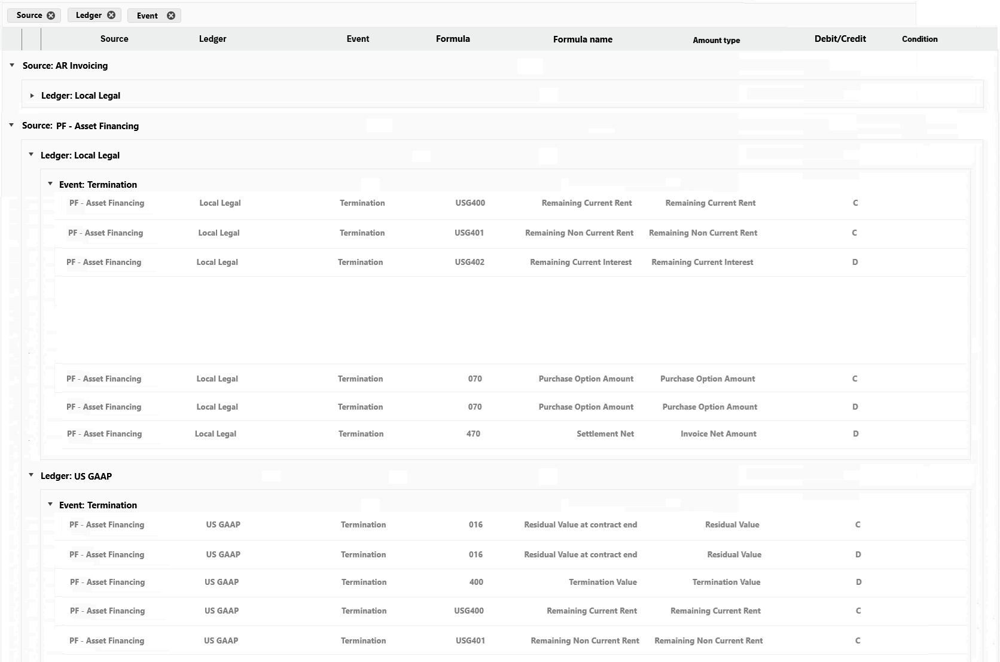 Source Ledger Event
Source Ledger Event Formula Formula name Amount type Debit/Credit Condition
Source: AR Invoicing
Ledger: Local Legal
Source: PF - Asset Financing
Ledger: Local Legal
Event: Termination
PF - Asset Financing Local Legal Termination USG400 Remaining Current Rent Remaining Current Rent C
PF - Asset Financing Local Legal Termination USG401 Remaining Non Current Rent Remaining Non Current Rent C
PF - Asset Financing Local Legal Termination USG402 Remaining Current Interest Remaining Current Interest D
PF - Asset Financing Local Legal Termination 070 Purchase Option Amount Purchase Option Amount C
PF - Asset Financing Local Legal Termination 070 Purchase Option Amount Purchase Option Amount D
PF - Asset Financing Local Legal Termination 470 Settlement Net Invoice Net Amount D
Ledger: US GAAP
Event: Termination
PF - Asset Financing US GAAP Termination 016 Residual Value at contract end Residual Value C
PF - Asset Financing US GAAP Termination 016 Residual Value at contract end Residual Value D
PF - Asset Financing US GAAP Termination 400 Termination Value Termination Value D
PF - Asset Financing US GAAP Termination USG400 Remaining Current Rent Remaining Current Rent C
PF - Asset Financing US GAAP Termination USG401 Remaining Non Current Rent Remaining Non Current Rent C